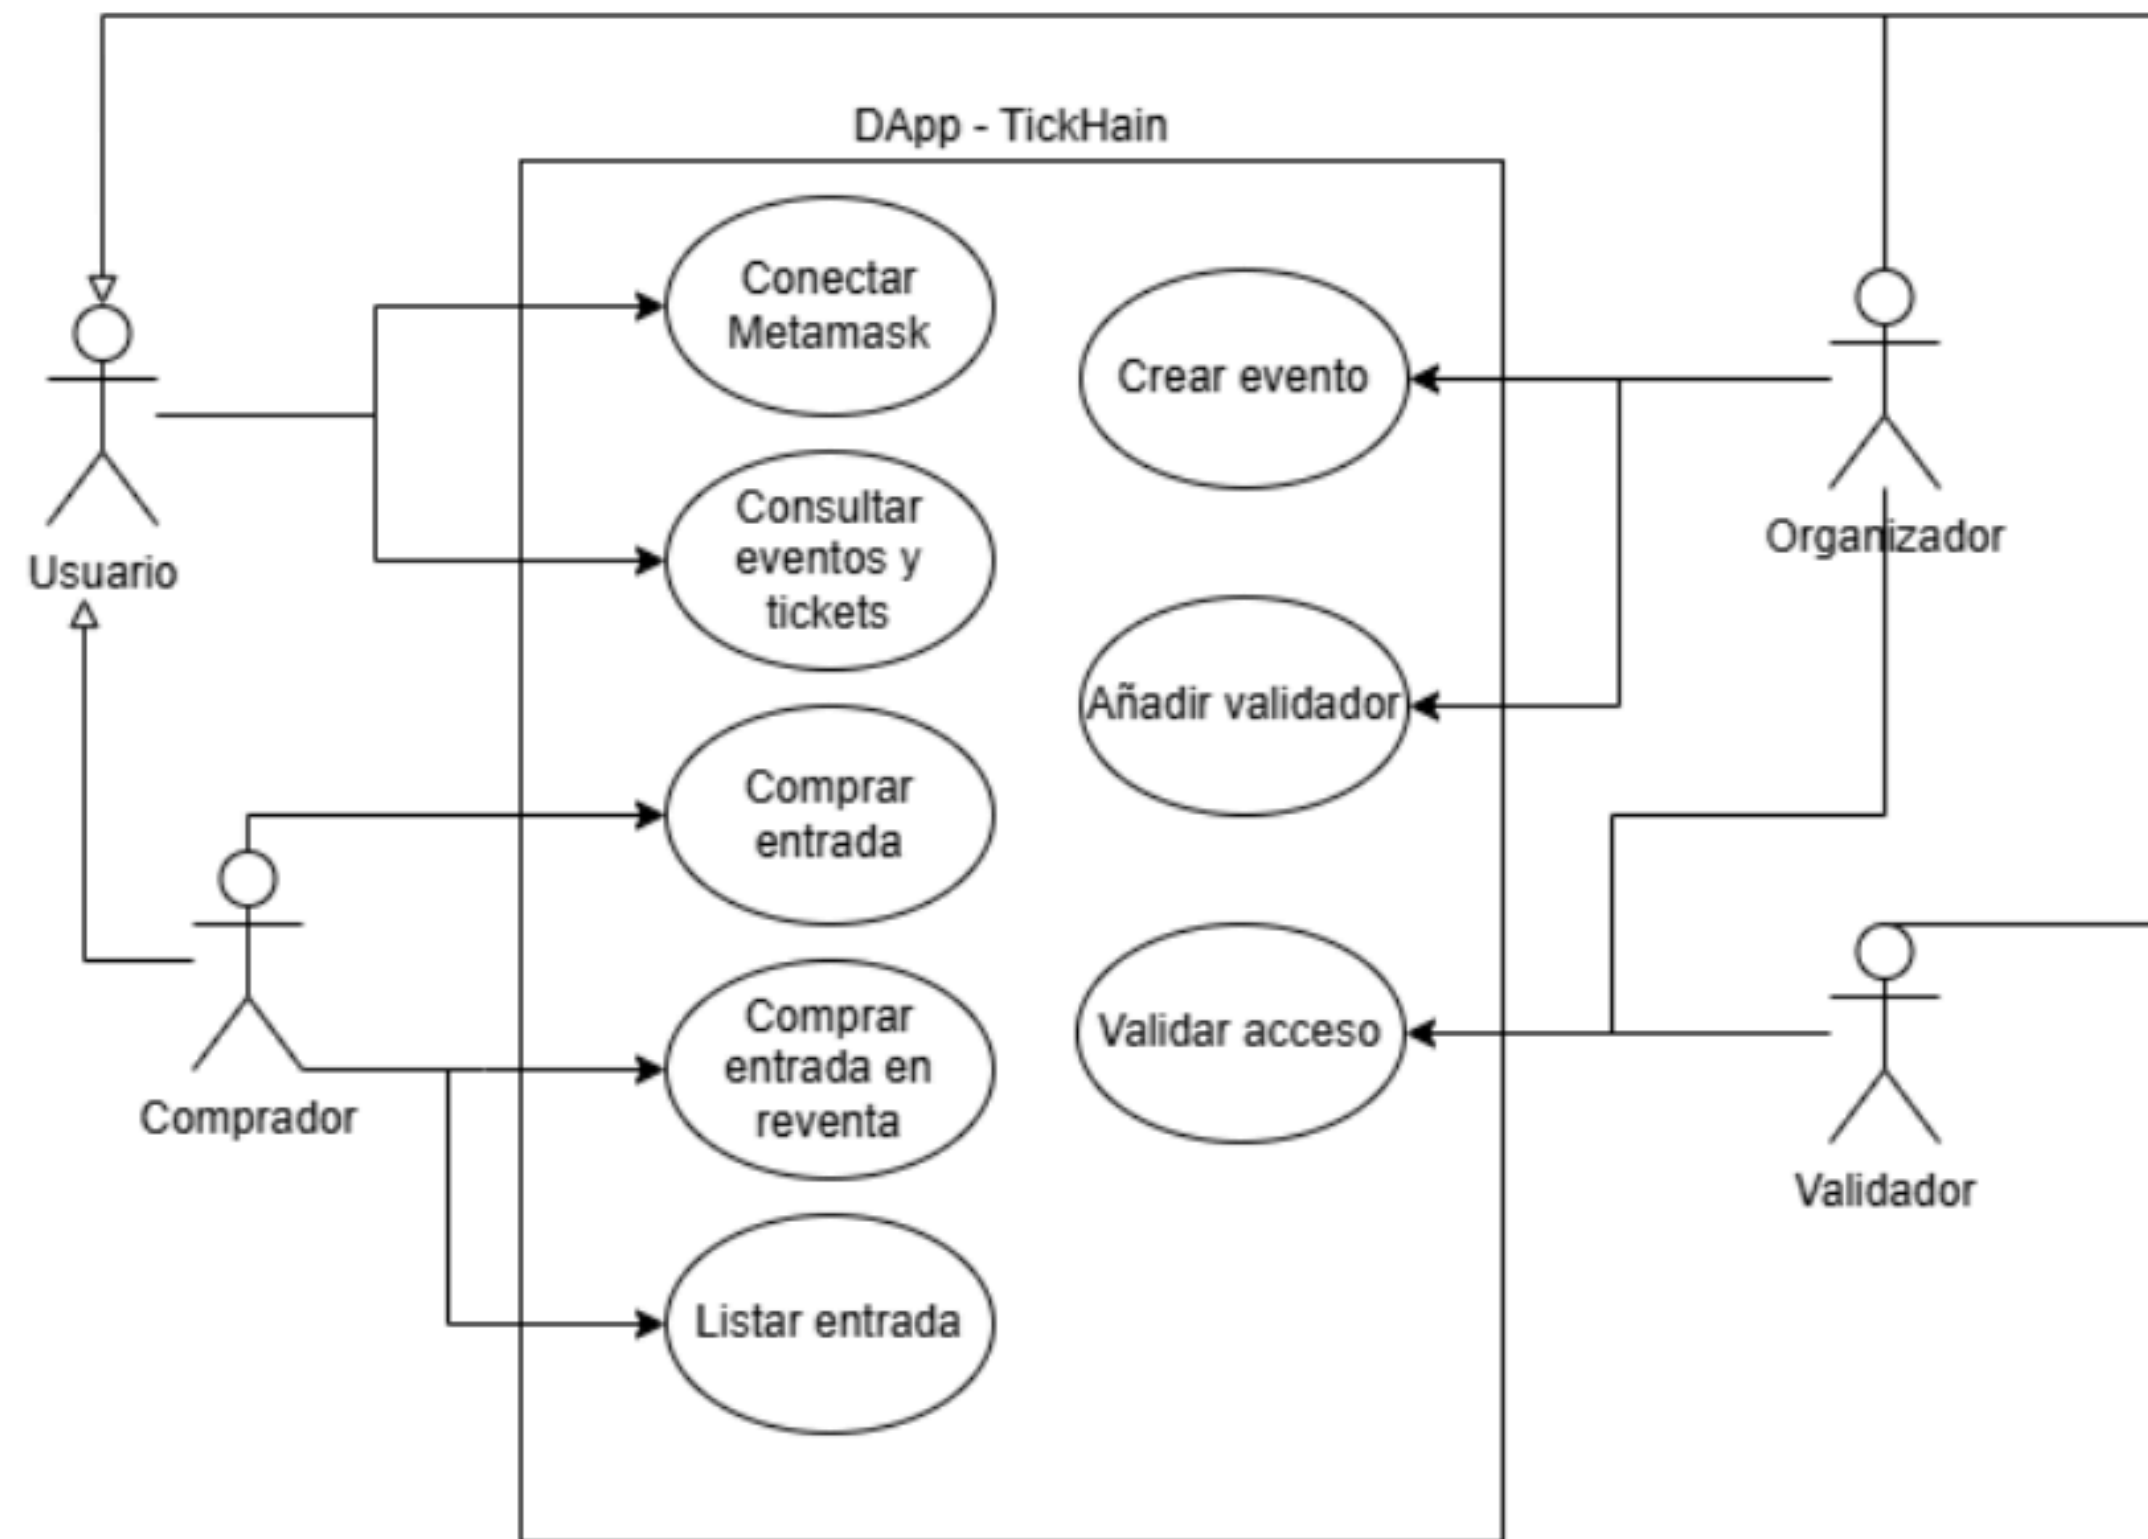 DApp - TickHain
Conectar
Metamask
Crear evento
Consultar
eventos y
tickets
Organizador
Usuario
Añadir validador
Comprar
entrada
Comprar
entrada en
reventa
Validar acceso
Comprador
Validador
Listar entrada